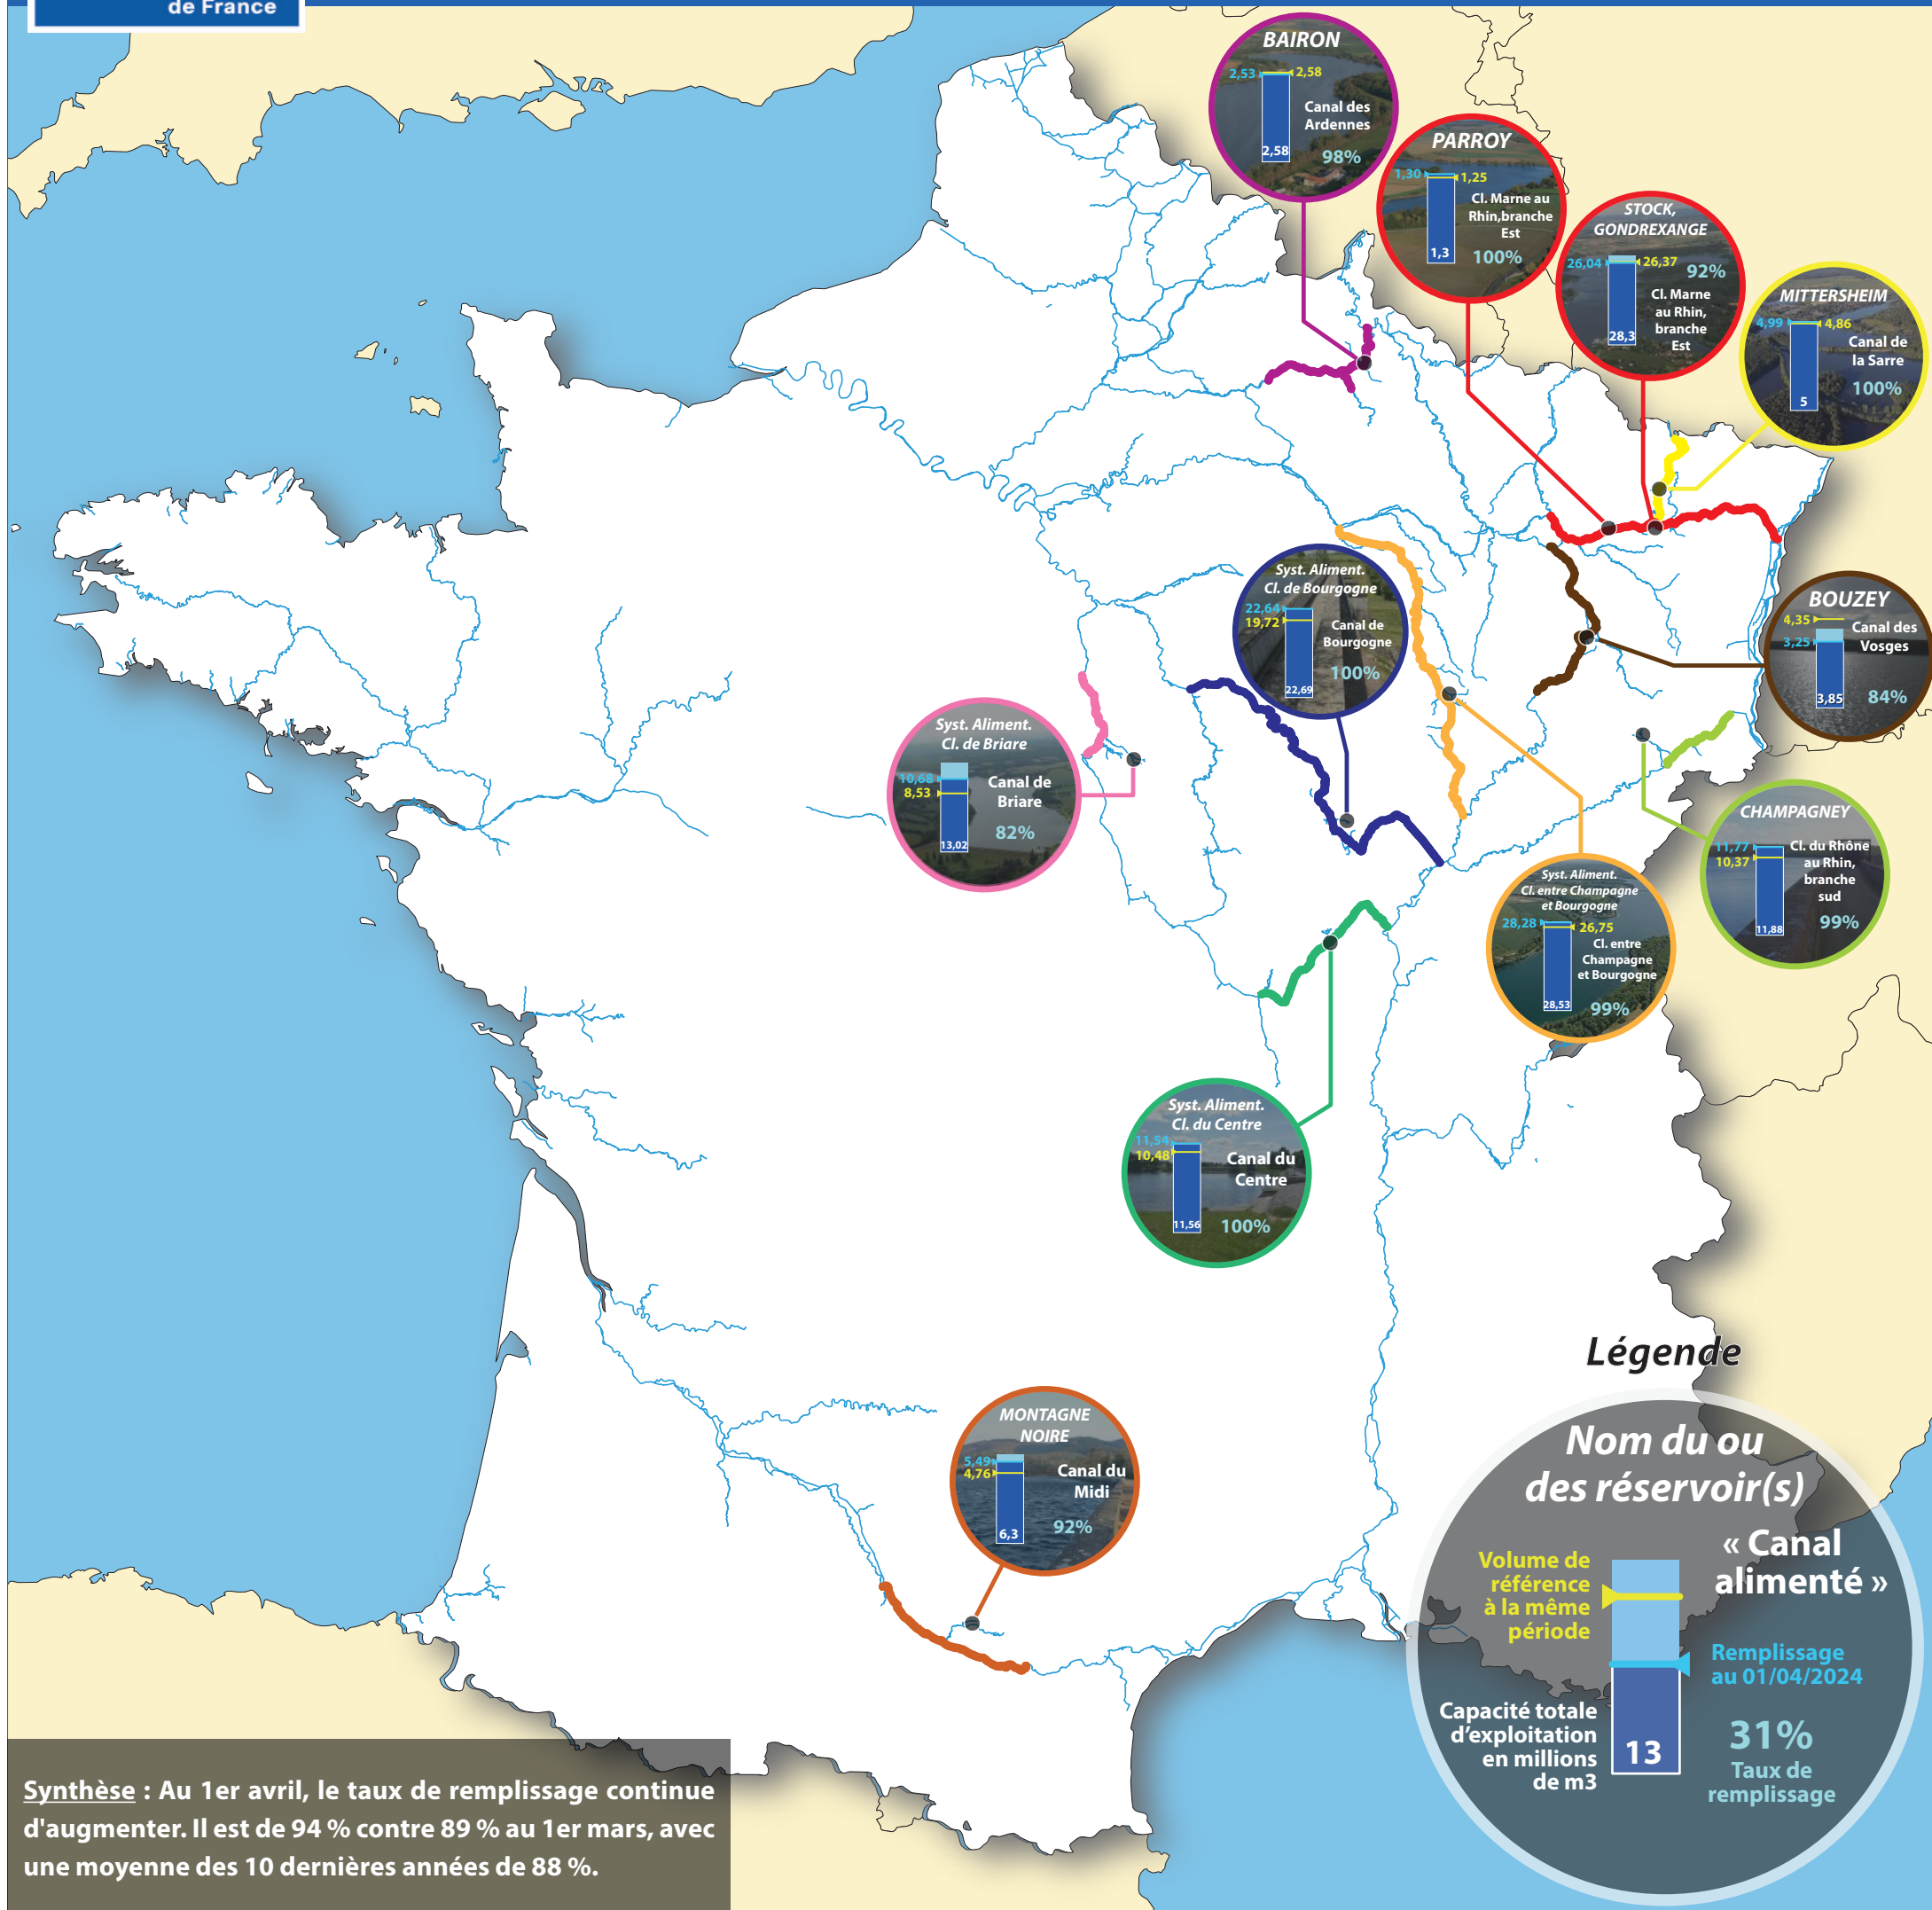 de France
BAIRON
2,53
2,58
Canal des
Ardennes
2,58
98%
PARROY
1,30
1,25
Cl. Marne au
Rhin,branche
Est
1,3
100%
STOCK,
GONDREXANGE
26,04
26,37
92%
Cl. Marne
au Rhin,
branche
Est
28,3
MITTERSHEIM
4,99
4,86
Canal de
la Sarre
5
100%
Syst. Aliment.
Cl. de Bourgogne
22,64
19,72
Canal de
Bourgogne
22,69
100%
BOUZEY
4,35
Canal des
Vosges
3,25
3,85
84%
Syst. Aliment.
Cl. de Briare
10,68
8,53
Canal de
Briare
13,02
82%
CHAMPAGNEY
11,77
10,37
Cl. du Rhône
au Rhin,
branche
sud
11,88
99%
Syst. Aliment.
Cl. entre Champagne
et Bourgogne
28,28
26,75
Cl. entre
Champagne
et Bourgogne
28,53
99%
Syst. Aliment.
Cl. du Centre
11,54
10,48
Canal du
Centre
11,56
100%
MONTAGNE
NOIRE
5,49
4,76
Canal du
Midi
6,3
92%
Légende
Nom du ou
des réservoir(s)
« Canal
alimenté »
Volume de
référence
à la même
période
Remplissage
au 01/04/2024
Capacité totale
d'exploitation
en millions
de m3
13
31%
Taux de
remplissage
Synthèse : Au 1er avril, le taux de remplissage continue
d'augmenter. Il est de 94 % contre 89 % au 1er mars, avec
une moyenne des 10 dernières années de 88 %.